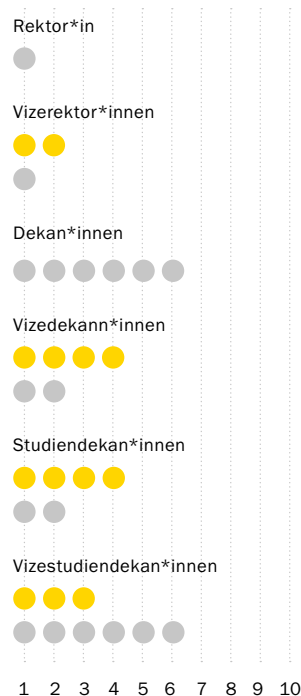 Rektor*in
Vizerektor*innen
Dekan*innen
Vizedekann*innen
Studiendekan*innen
Vizestudiendekan*innen
1 2 3 4 5 6 7 8 9 10